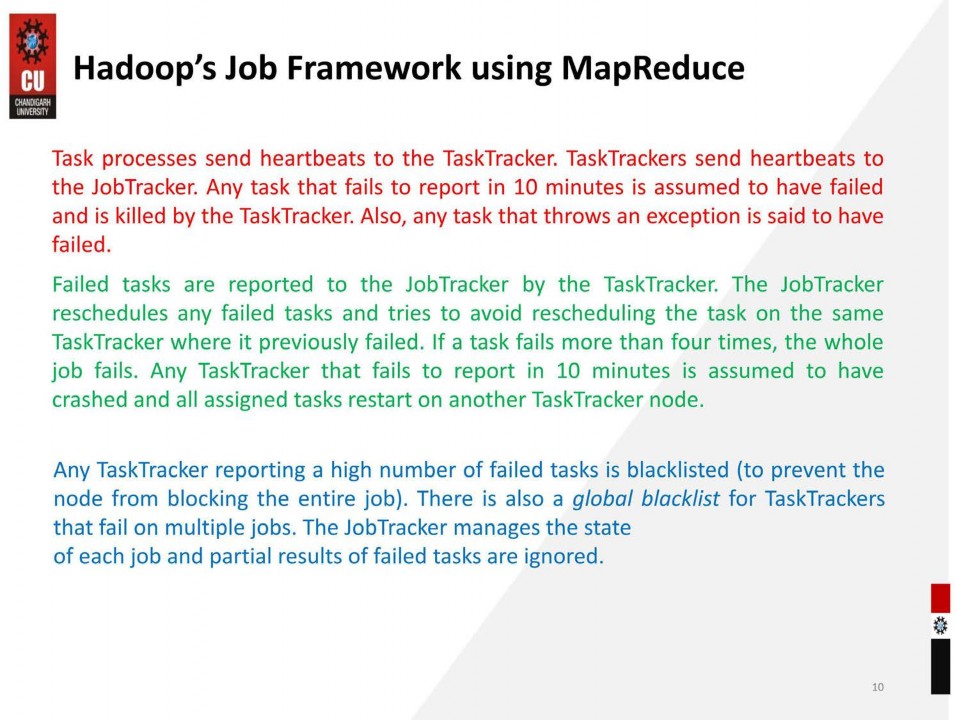 CU
CHANDIGARH
UNIVERSITY
Hadoop’s Job Framework using MapReduce
Task processes send heartbeats to the TaskTracker. TaskTrackers send heartbeats to
the JobTracker. Any task that fails to report in 10 minutes is assumed to have failed
and is killed by the TaskTracker. Also, any task that throws an exception is said to have
failed.
Failed tasks are reported to the JobTracker by the TaskTracker. The JobTracker
reschedules any failed tasks and tries to avoid rescheduling the task on the same
TaskTracker where it previously failed. If a task fails more than four times, the whole
job fails. Any TaskTracker that fails to report in 10 minutes is assumed to have
crashed and all assigned tasks restart on another TaskTracker node.
Any TaskTracker reporting a high number of failed tasks is blacklisted (to prevent the
node from blocking the entire job). There is also a global blacklist for TaskTrackers
that fail on multiple jobs. The JobTracker manages the state
of each job and partial results of failed tasks are ignored.
10